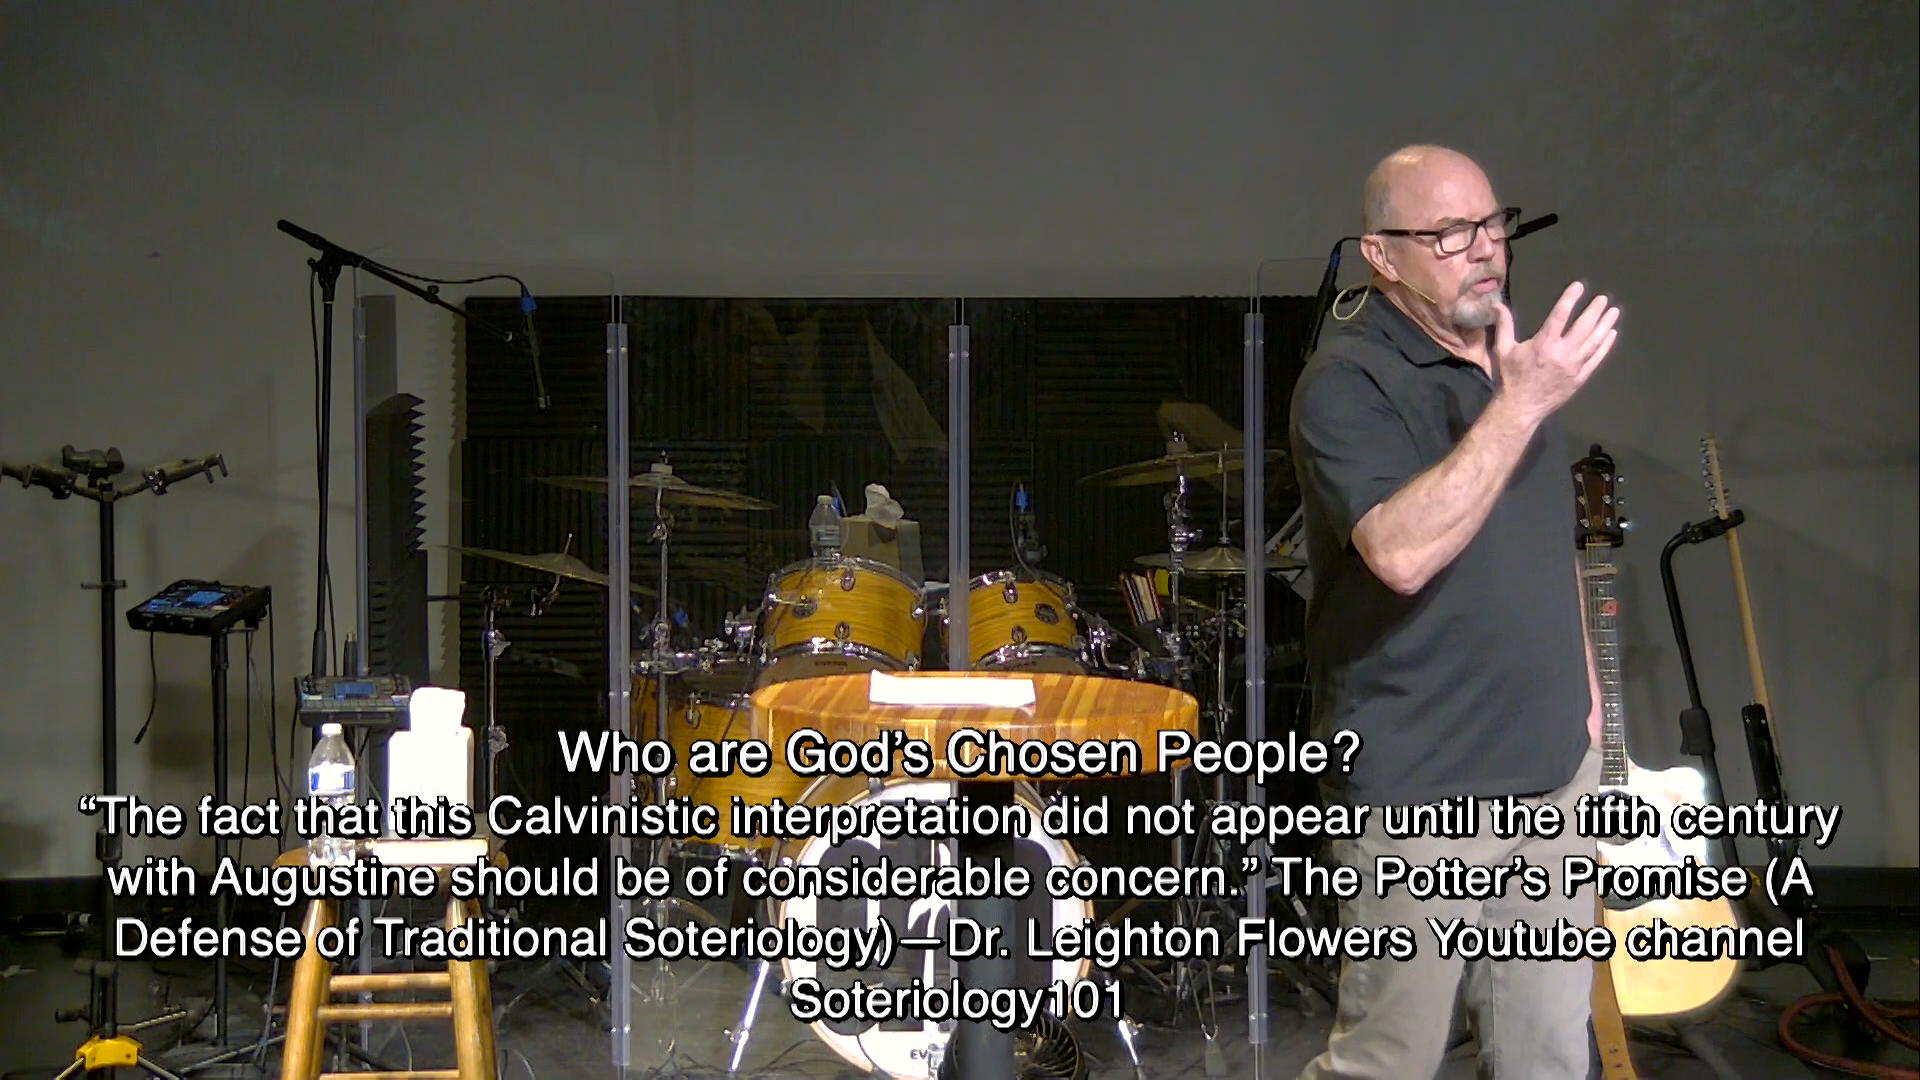 Who are God’s Chosen People?
“The fact that this Calvinistic interpretation did not appear until the fifth century
with Augustine should be of considerable concern.” The Potter’s Promise (A
Defense of Traditional Soteriology)—Dr. Leighton Flowers Youtube channel
Soteriology101